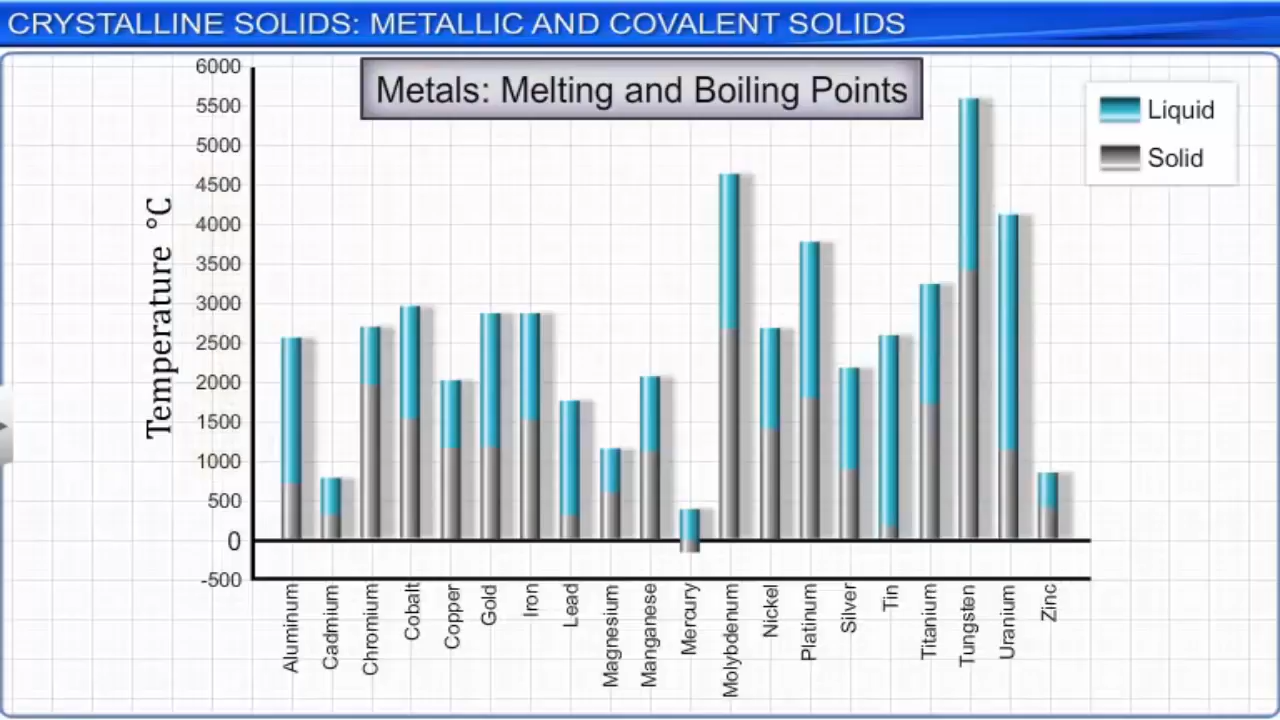 CRYSTALLINE SOLIDS: METALLIC AND COVALENT SOLIDS
Metals: Melting and Boiling Points
Liquid
Solid
Temperature °C
6000
5500
5000
4500
4000
3500
3000
2500
2000
1500
1000
500
0
-500
Aluminum
Cadmium
Chromium
Cobalt
Copper
Gold
Iron
Lead
Magnesium
Manganese
Mercury
Molybdenum
Nickel
Platinum
Silver
Tin
Titanium
Tungsten
Uranium
Zinc